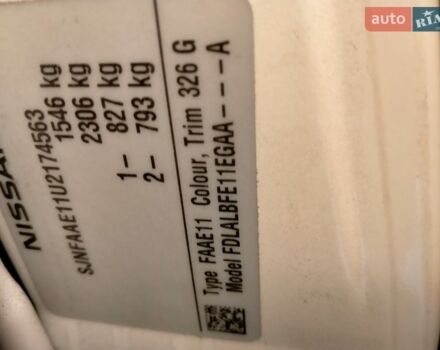 auto RIA
NISSAN
SJNFAAE11U2174563
1546 kg
2306 kg
1- 827 kg
2- 793 kg
Type FAAE11 Colour, Trim 326 G
Model FDLALBFE11EGAA---A